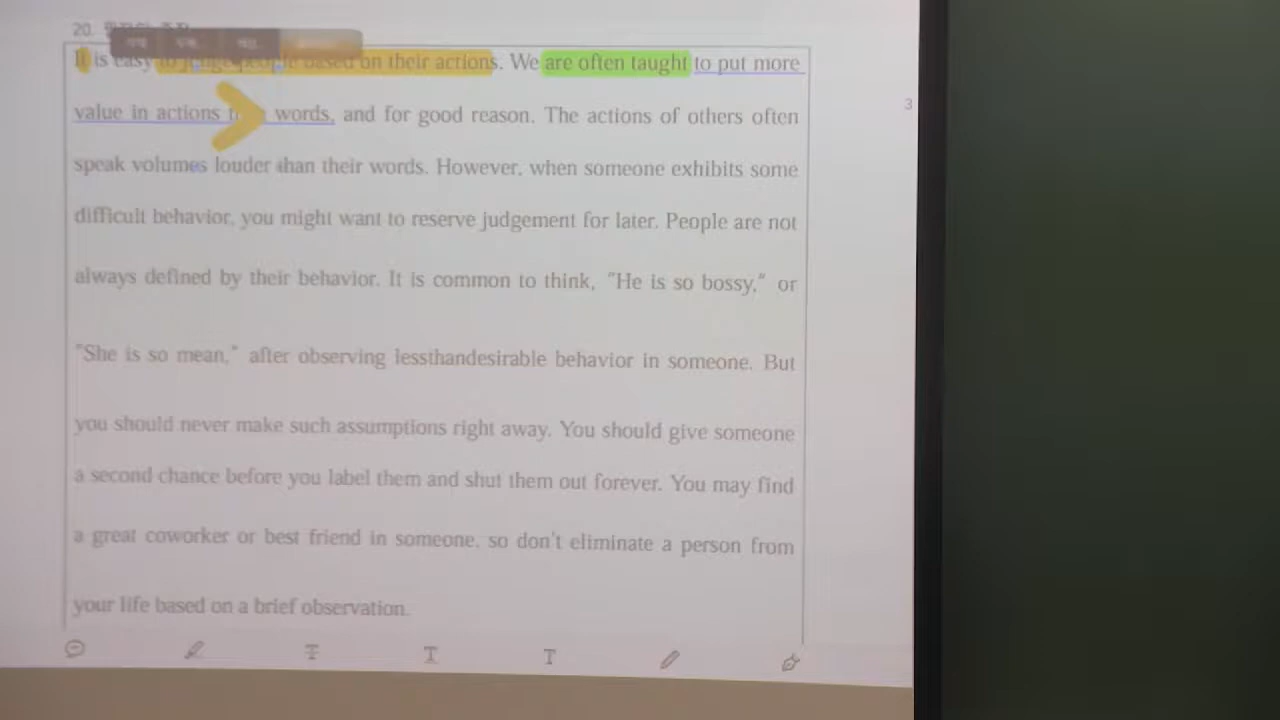 20.
It is easy to judge people based on their actions. We are often taught to put more
value in actions words, and for good reason. The actions of others often
speak volumes louder than their words. However, when someone exhibits some
difficult behavior, you might want to reserve judgement for later. People are not
always defined by their behavior. It is common to think, "He is so bossy," or
"She is so mean," after observing lessthandesirable behavior in someone. But
you should never make such assumptions right away. You should give someone
a second chance before you label them and shut them out forever. You may find
a great coworker or best friend in someone, so don't eliminate a person from
your life based on a brief observation.
3